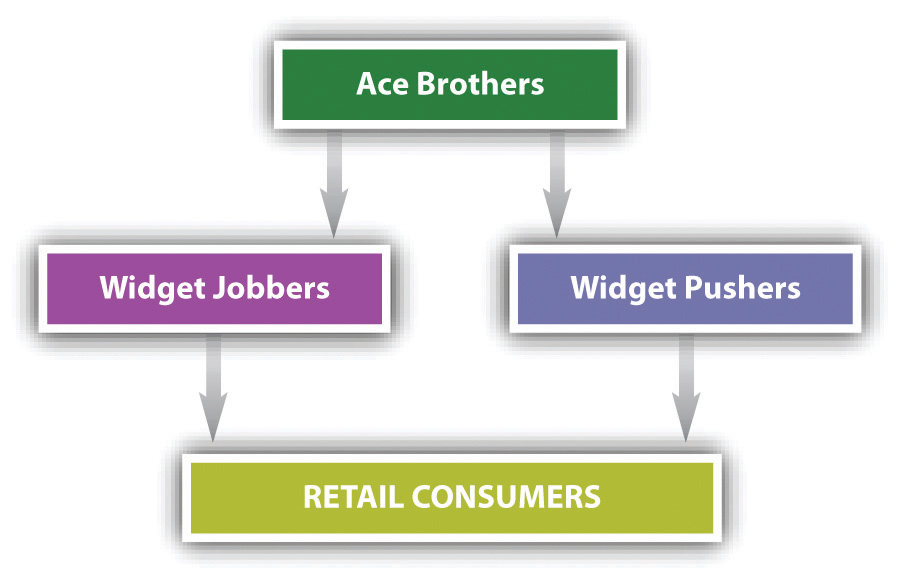 Ace Brothers
Widget Jobbers
Widget Pushers
RETAIL CONSUMERS